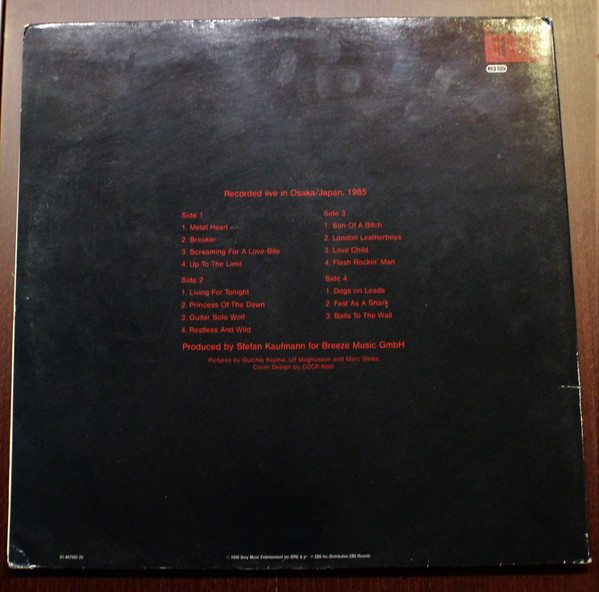 Recorded live in Osaka/Japan, 1985
Side 1
1. Metal Heart
2. Breaker
3. Screaming For A Love-Bite
4. Up To The Limit
Side 2
1. Living For Tonight
2. Princess Of The Dawn
3. Guitar Solo Wolf
4. Restless And Wild
Side 3
1. Son Of A Bitch
2. London Leatherboys
3. Love Child
4. Flash Rockin' Man
Side 4
1. Dogs on Leads
2. Fast As A Shark
3. Balls To The Wall
Produced by Stefan Kaufmann for Breeze Music GmbH
Pictures by Gutchie Kojima, Ulf Magnusson and Marc
Cover Design by CCCP-Köln